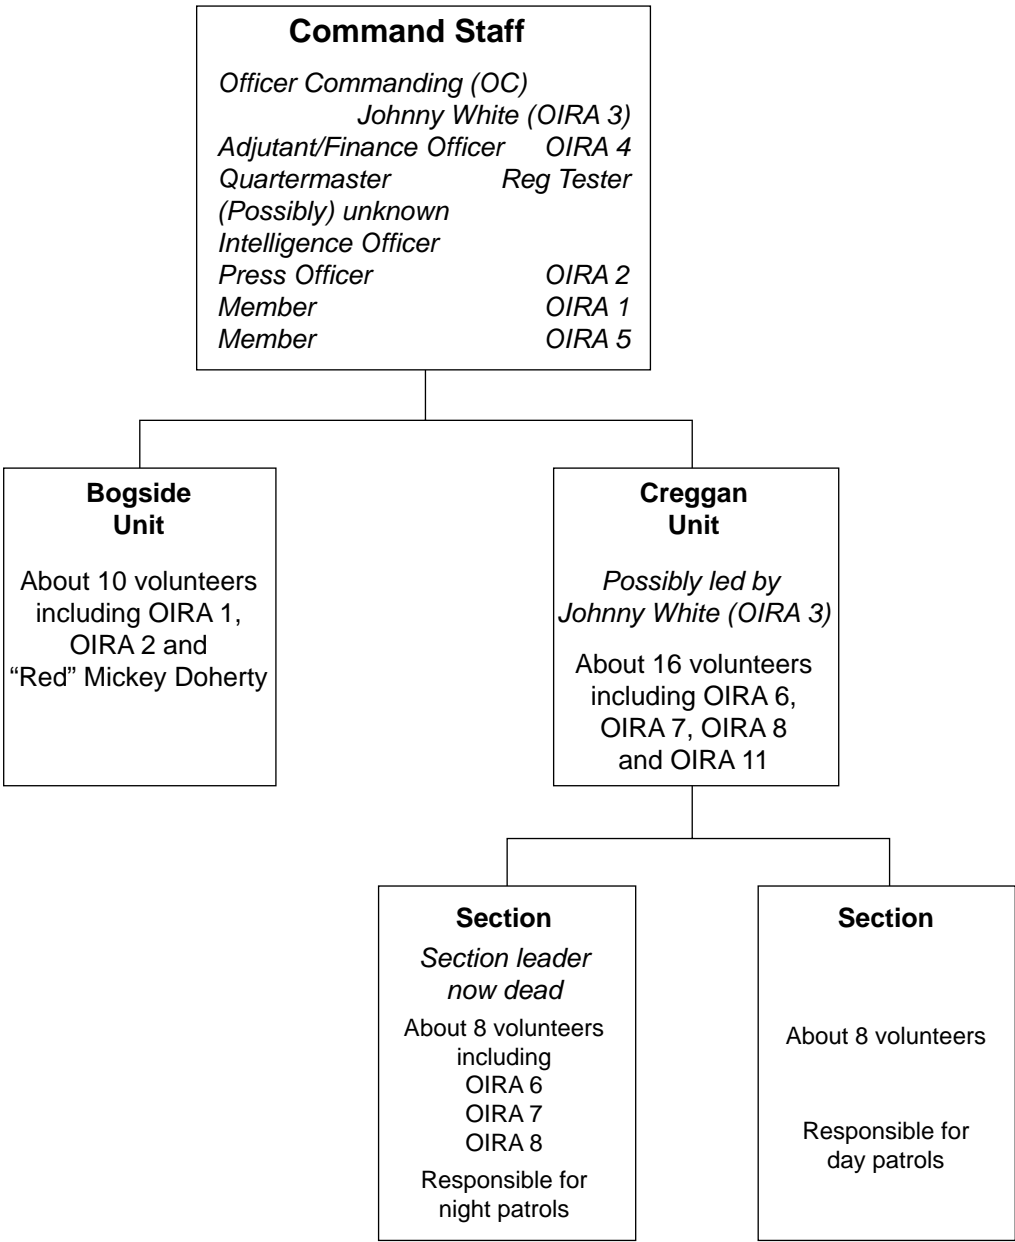 Command Staff
Officer Commanding (OC)
Johnny White (OIRA 3)
Adjutant/Finance Officer OIRA 4
Quartermaster Reg Tester
(Possibly) unknown
Intelligence Officer
Press Officer OIRA 2
Member OIRA 1
Member OIRA 5
Bogside
Unit
About 10 volunteers
including OIRA 1,
OIRA 2 and
“Red” Mickey Doherty
Creggan
Unit
Possibly led by
Johnny White (OIRA 3)
About 16 volunteers
including OIRA 6,
OIRA 7, OIRA 8
and OIRA 11
Section
Section leader
now dead
About 8 volunteers
including
OIRA 6
OIRA 7
OIRA 8
Responsible for
night patrols
Section
About 8 volunteers
Responsible for
day patrols